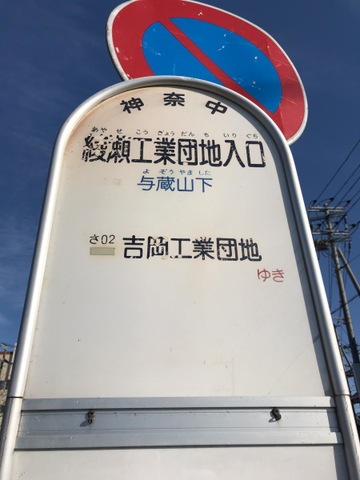 神奈中
あやせこうぎょうだんちいりぐち
綾瀬工業団地入口
与蔵山下
よぞうやました
さ02 吉岡工業団地
ゆき